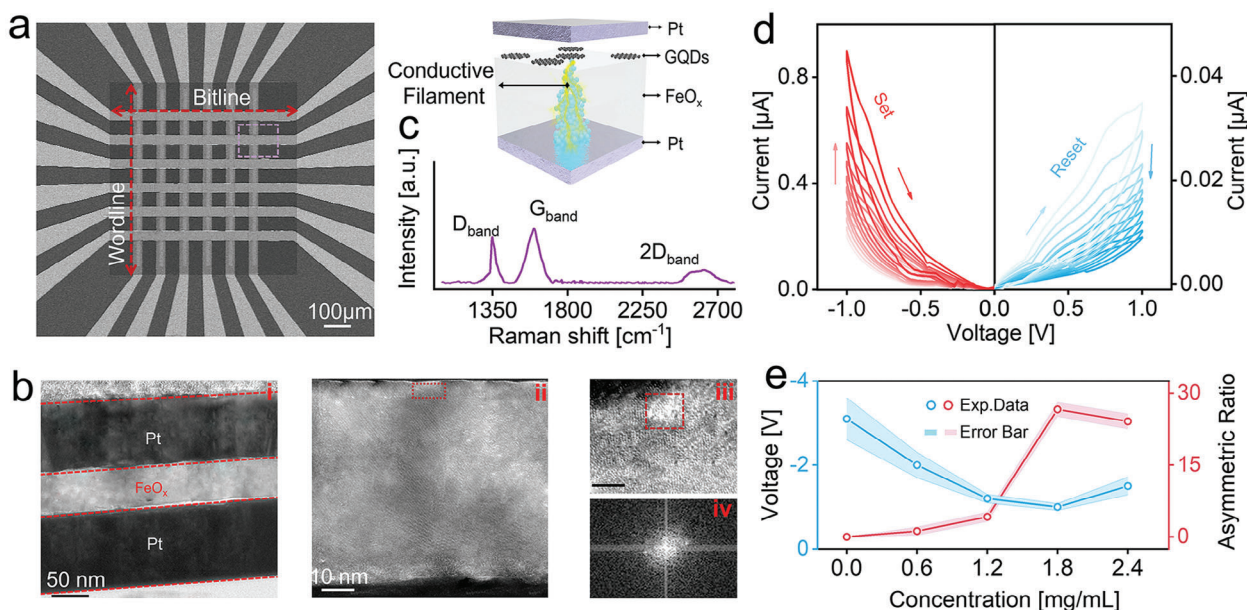 a
Bitline
Wordline
100μm
Pt
GQDs
Conductive
Filament
FeOₓ
Pt
c
Intensity [a.u.]
D_band
G_band
2D_band
1350 1800 2250 2700
Raman shift [cm⁻¹]
d
Current [μA]
0.8
0.4
0.0
Set
Reset
0.04
0.02
0.00
Current [μA]
-1.0 -0.5 0 0.5 1.0
Voltage [V]
b
i
Pt
FeOₓ
Pt
50 nm
ii
10 nm
iii
iv
e
Voltage [V]
-4
-2
0
Exp.Data
Error Bar
30
15
0
Asymmetric Ratio
0.0 0.6 1.2 1.8 2.4
Concentration [mg/mL]